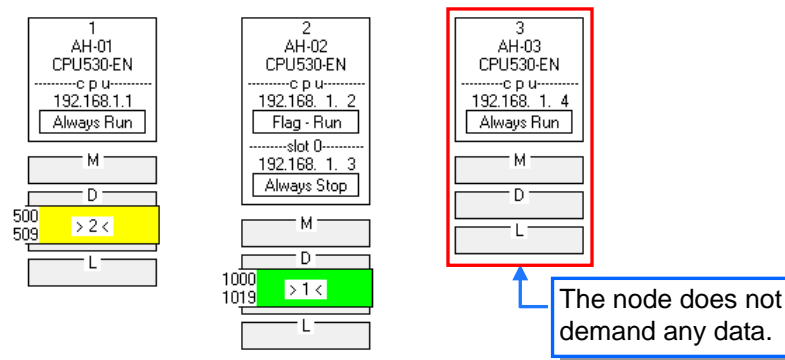 1
AH-01
CPU530-EN
--------c p u--------
192.168.1.1
Always Run
M
D
500
509
> 2 <
L
2
AH-02
CPU530-EN
--------c p u--------
192.168. 1. 2
Flag - Run
--------slot 0--------
192.168. 1. 3
Always Stop
M
D
1000
1019
> 1 <
L
3
AH-03
CPU530-EN
--------c p u--------
192.168. 1. 4
Always Run
M
D
L
The node does not
demand any data.